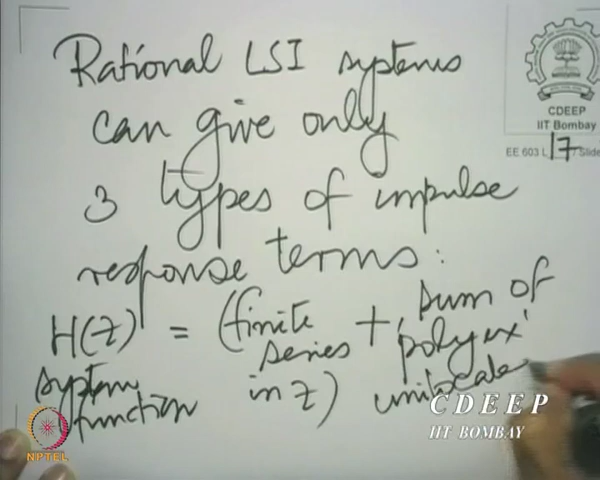 Rational LSI systems
can give only
3 types of impulse
response terms:
H(Z) = (finite series in Z) + sum of polyex'
system function
CDEEP
IIT Bombay
EE 603 L 17 / Slide
CDEEP
IIT BOMBAY
NPTEL